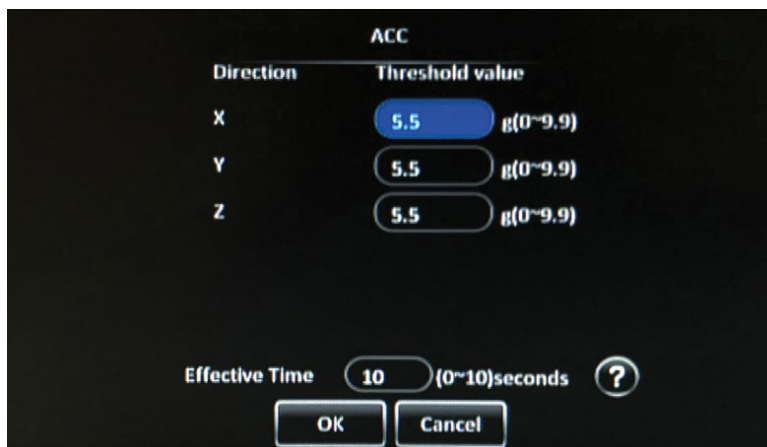 ACC
Direction Threshold value
X 5.5 g(0~9.9)
Y 5.5 g(0~9.9)
Z 5.5 g(0~9.9)
Effective Time 10 (0~10)seconds ?
OK Cancel